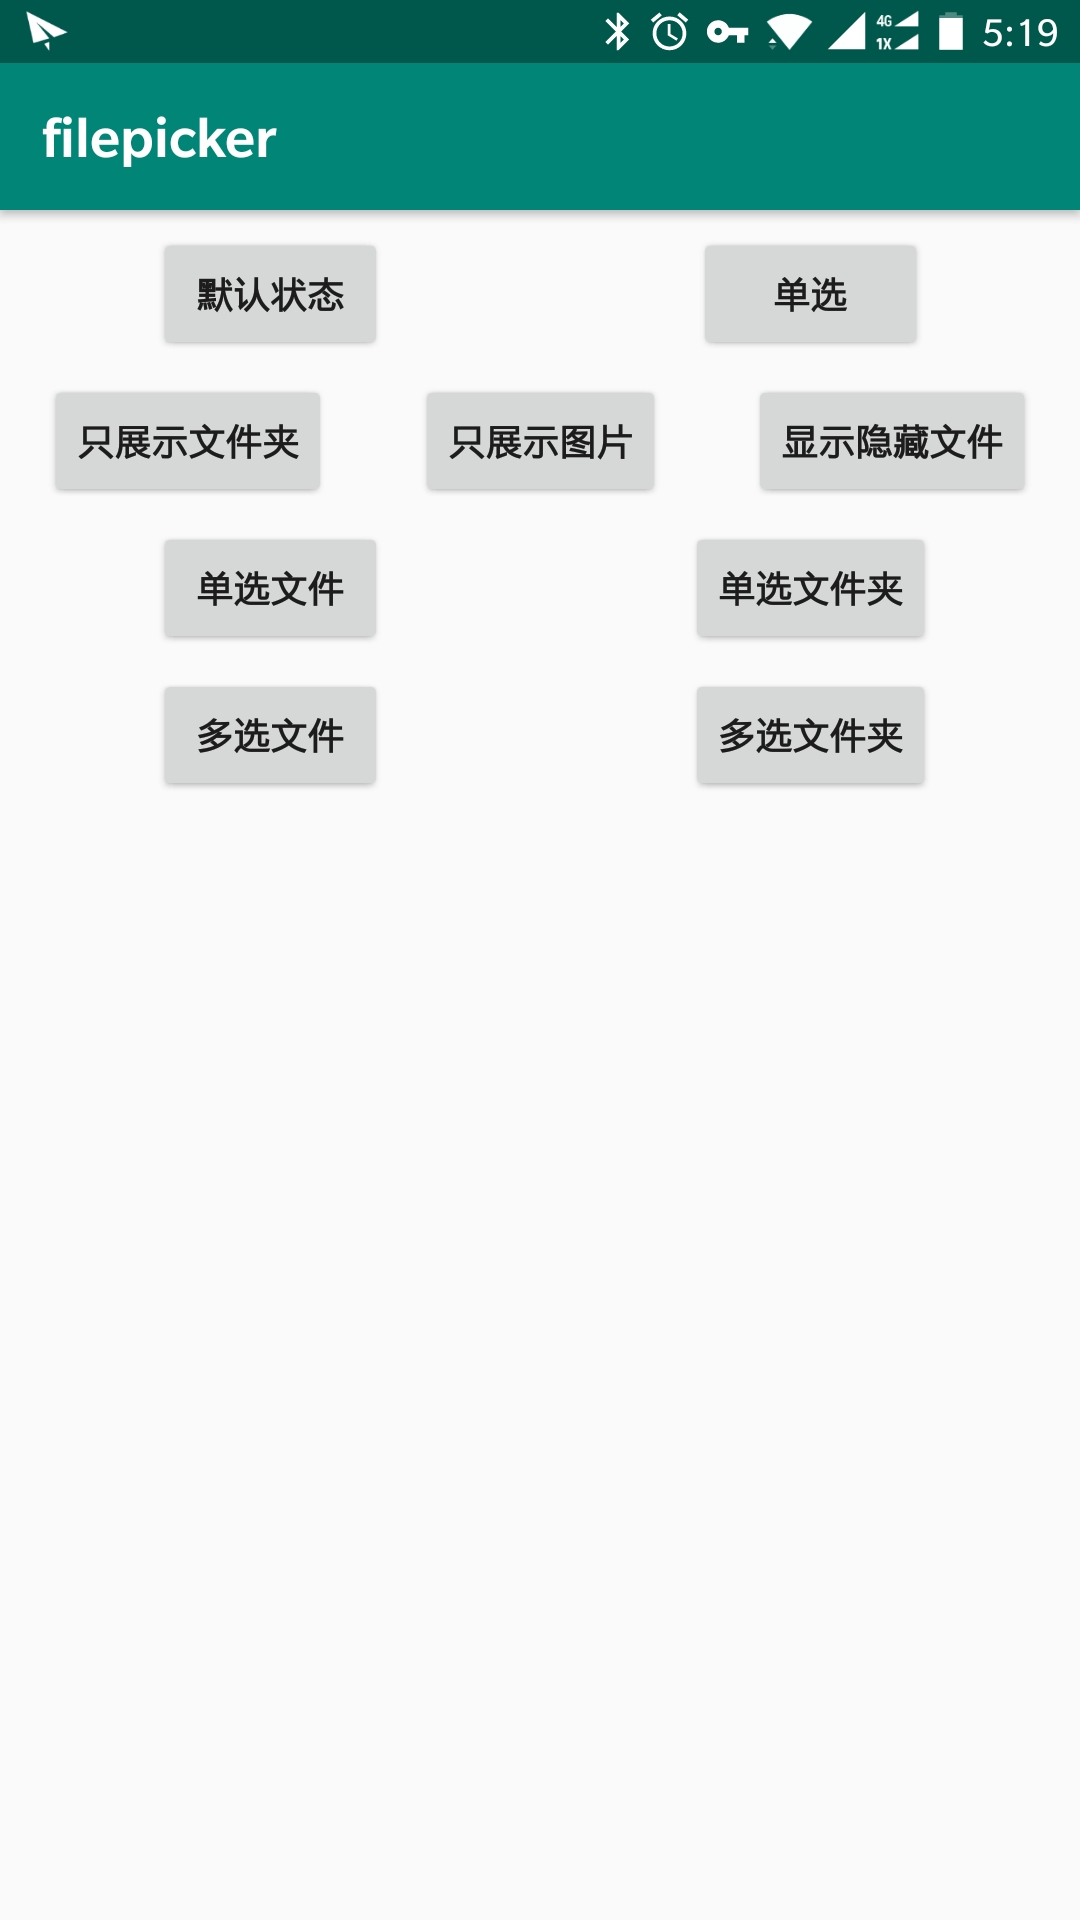 4G
1X
5:19
filepicker
默认状态 单选
只展示文件夹 只展示图片 显示隐藏文件
单选文件 单选文件夹
多选文件 多选文件夹